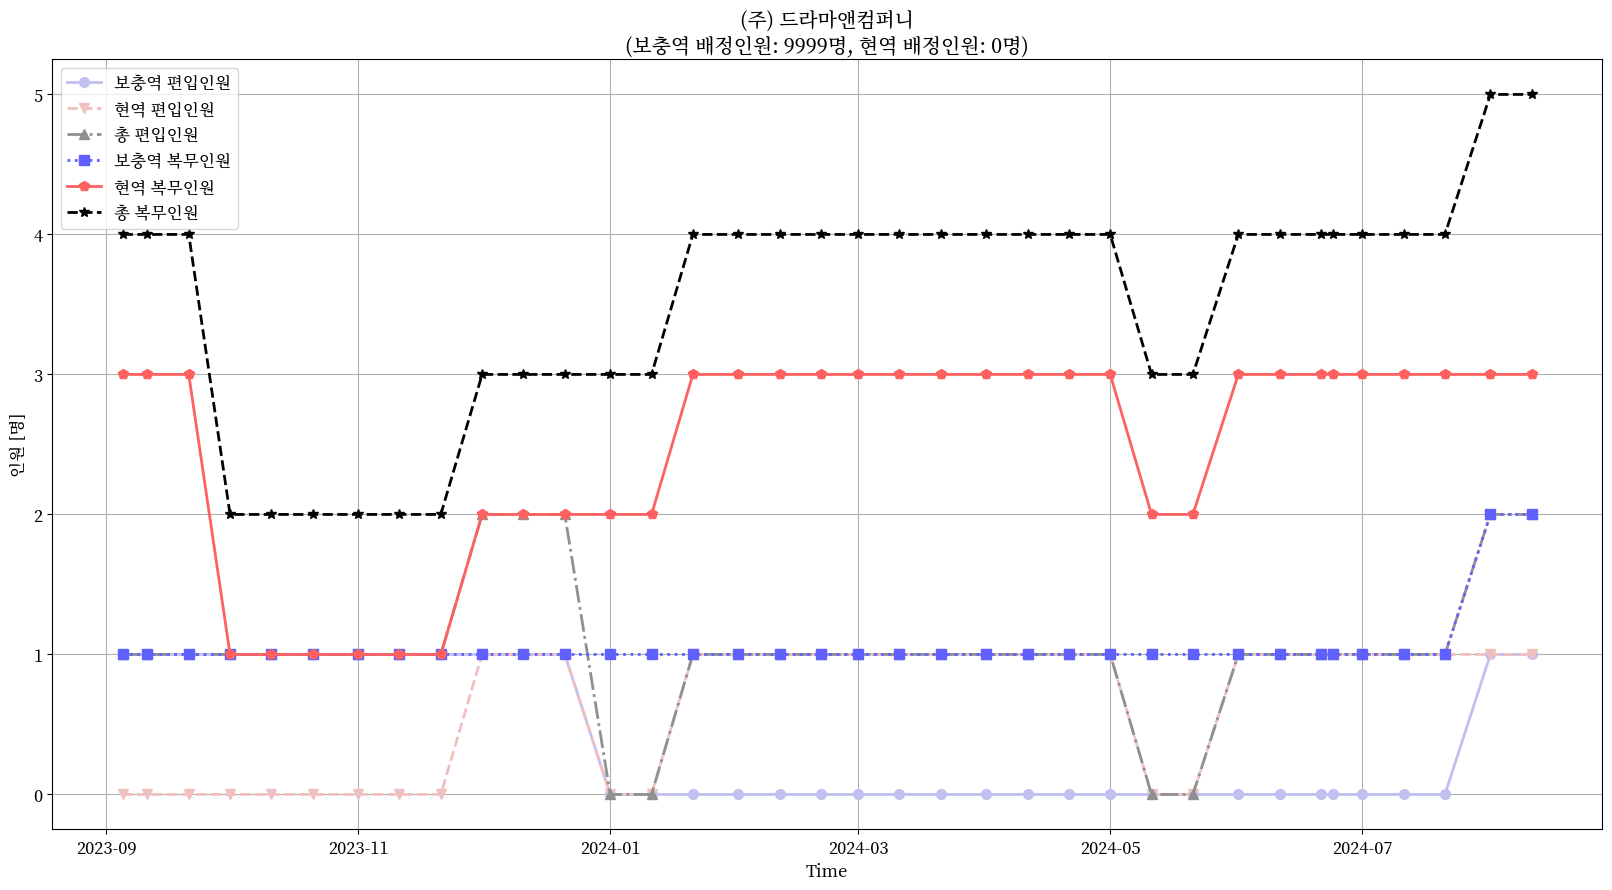 (주) 드라마앤컴퍼니
(보충역 배정인원: 9999명, 현역 배정인원: 0명)
보충역 편입인원
현역 편입인원
총 편입인원
보충역 복무인원
현역 복무인원
총 복무인원
인원 [명]
5
4
3
2
1
0
2023-09
2023-11
2024-01
2024-03
2024-05
2024-07
Time